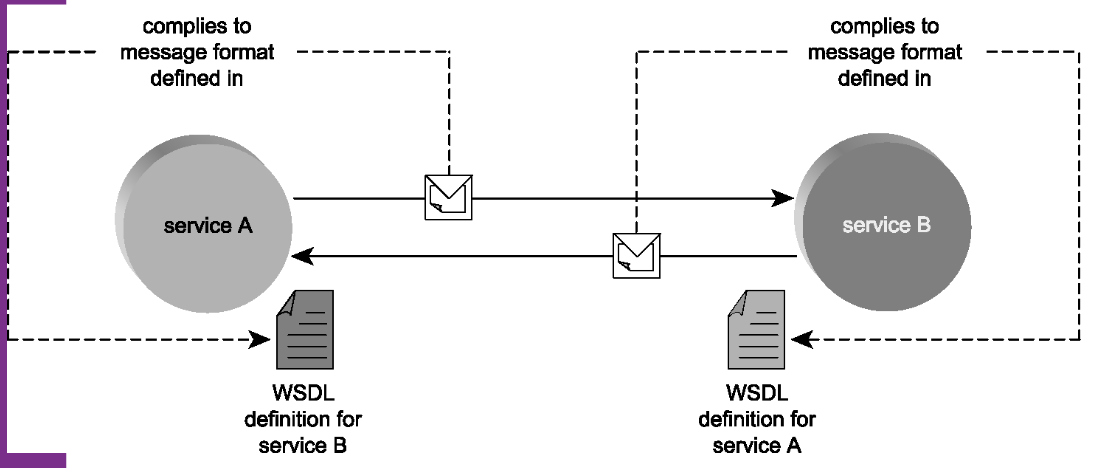 complies to
message format
defined in
complies to
message format
defined in
service A
service B
WSDL
definition for
service B
WSDL
definition for
service A